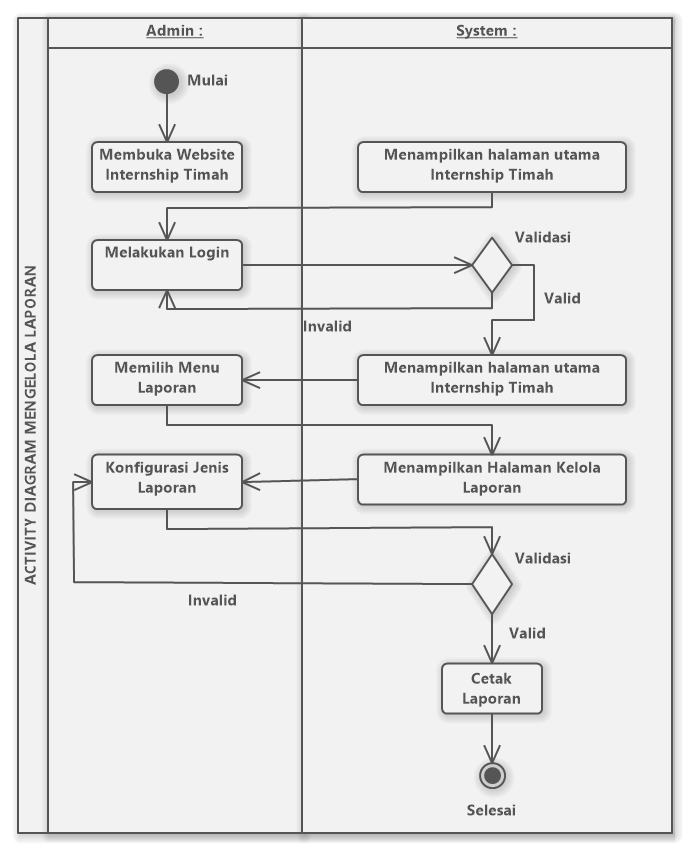 ACTIVITY DIAGRAM MENGELOLA LAPORAN
Admin :
System :
Mulai
Membuka Website
Internship Timah
Menampilkan halaman utama
Internship Timah
Melakukan Login
Validasi
Valid
Invalid
Memilih Menu
Laporan
Menampilkan halaman utama
Internship Timah
Konfigurasi Jenis
Laporan
Menampilkan Halaman Kelola
Laporan
Validasi
Invalid
Valid
Cetak
Laporan
Selesai